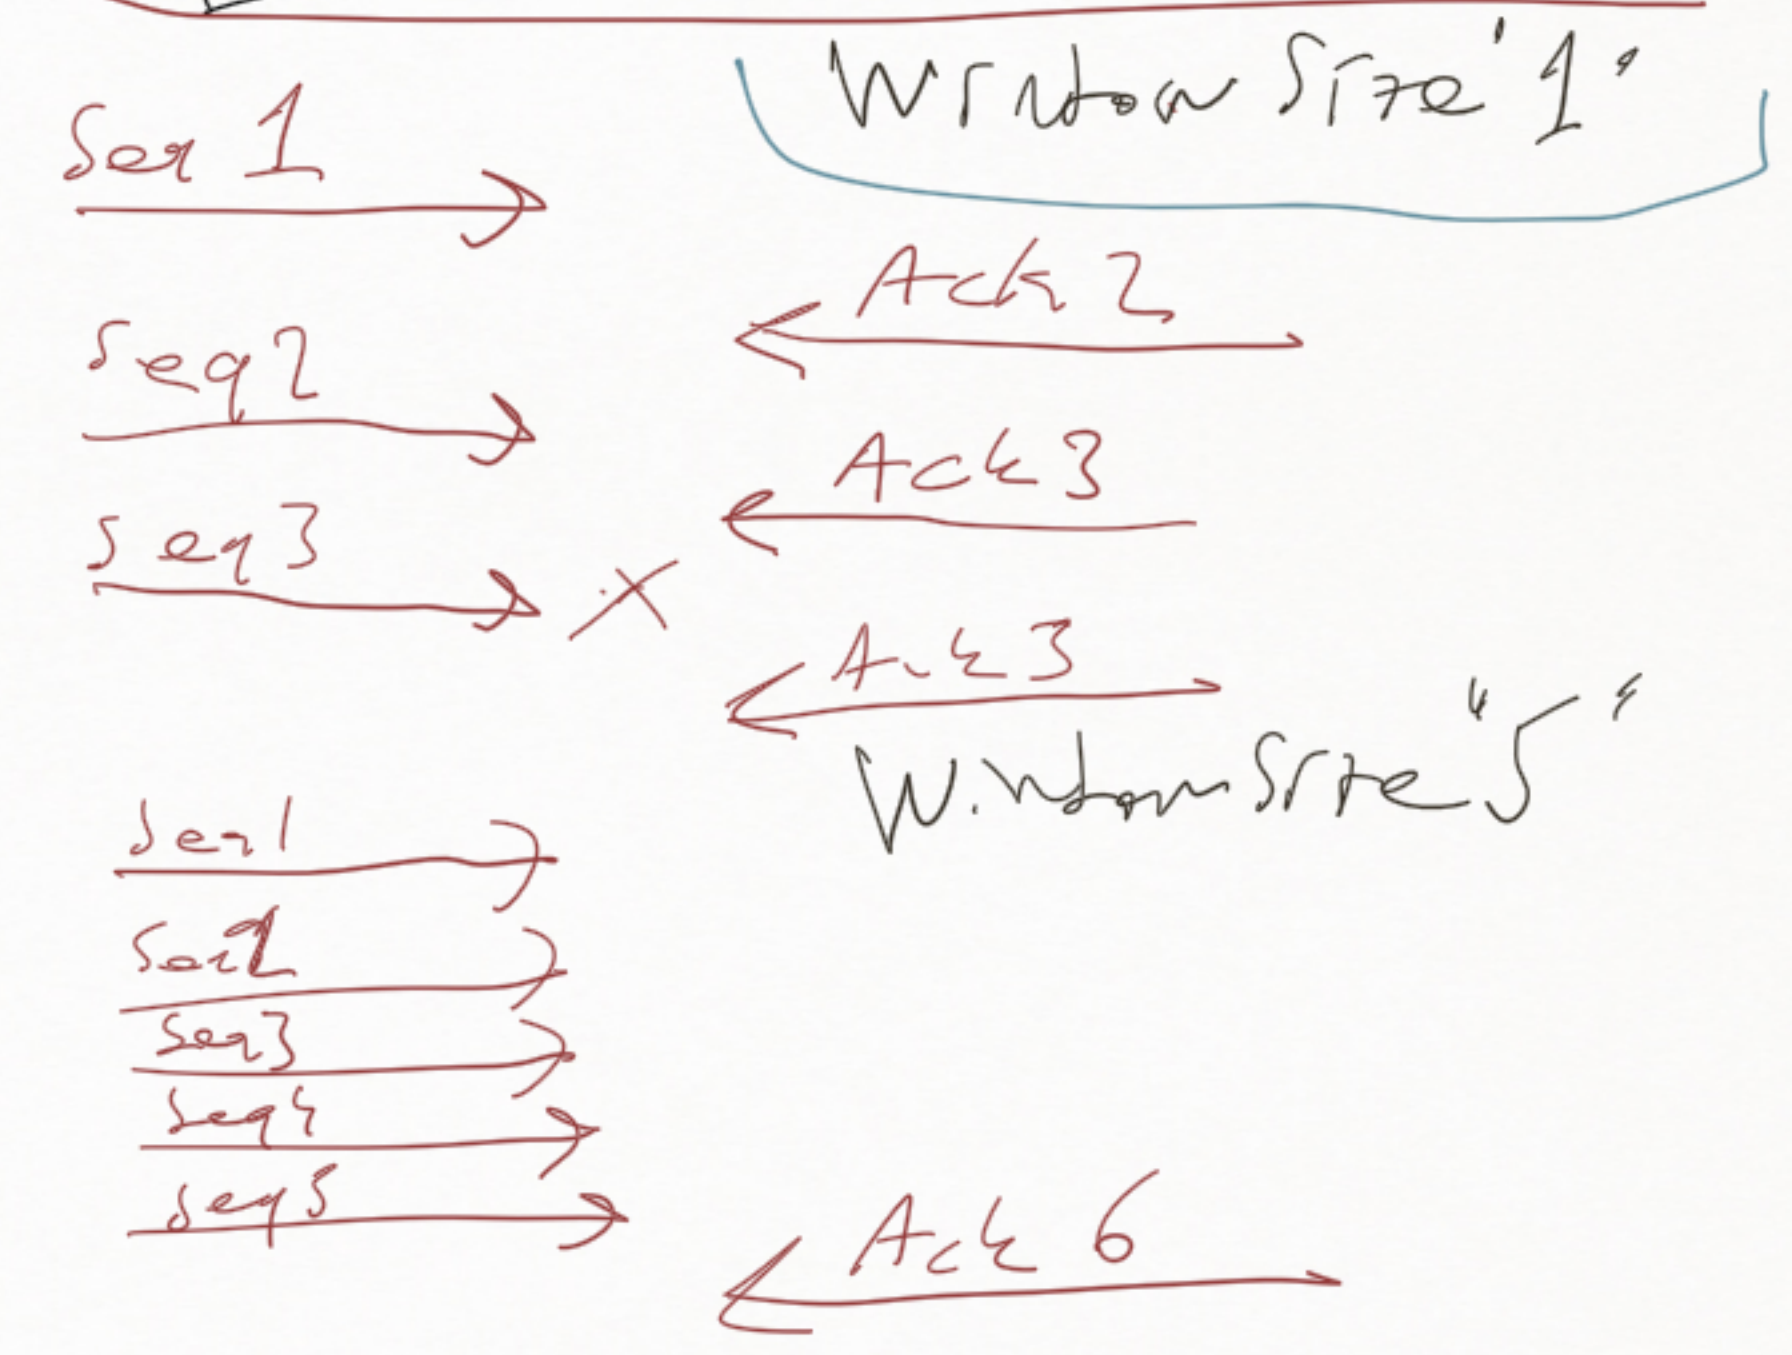 Window Size "1"
Seq 1
Ack 2
Seq 2
Ack 3
Seq 3
X
Ack 3
Window Size "5"
Seq 1
Seq 2
Seq 3
Seq 4
Seq 5
Ack 6